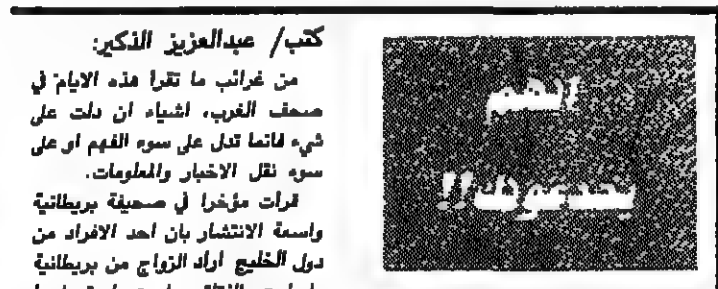 كتب/ عبدالعزيز الذكير:
من غرائب ما تقرا هذه الايام في
صحف الغرب، اشياء ان دلت على
شيء فانما تدل على سوء الفهم او على
سوء نقل الاخبار والمعلومات.
قرات مؤخرا في صحيفة بريطانية
واسعة الانتشار بان احد الافراد من
دول الخليج اراد الزواج من بريطانية